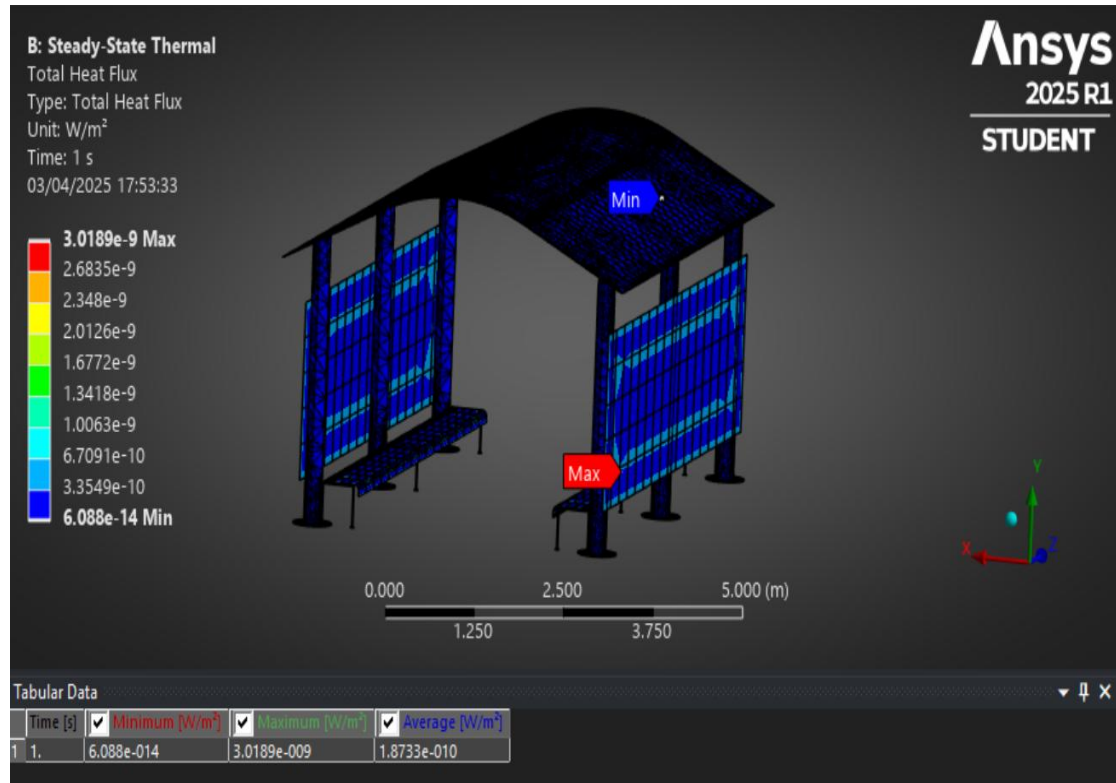 B: Steady-State Thermal
Total Heat Flux
Type: Total Heat Flux
Unit: W/m²
Time: 1 s
03/04/2025 17:53:33
3.0189e-9 Max
2.6835e-9
2.348e-9
2.0126e-9
1.6772e-9
1.3418e-9
1.0063e-9
6.7091e-10
3.3549e-10
6.088e-14 Min
Ansys
2025 R1
STUDENT
Min
Max
Y
X
Z
0.000 2.500 5.000 (m)
1.250 3.750
Tabular Data
Time [s] Minimum [W/m²] Maximum [W/m²] Average [W/m²]
1 1. 6.088e-014 3.0189e-009 1.8733e-010